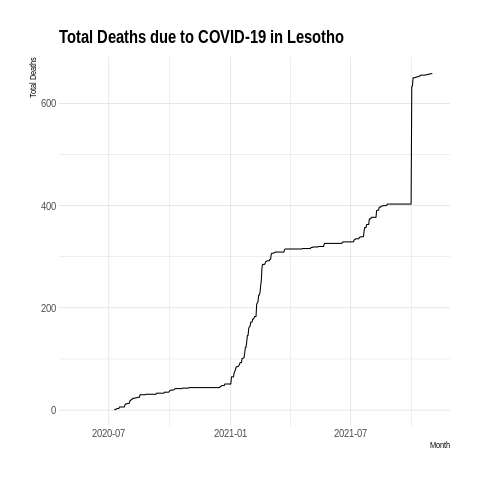 Total Deaths due to COVID-19 in Lesotho
Total Deaths
600
400
200
0
2020-07
2021-01
2021-07
Month